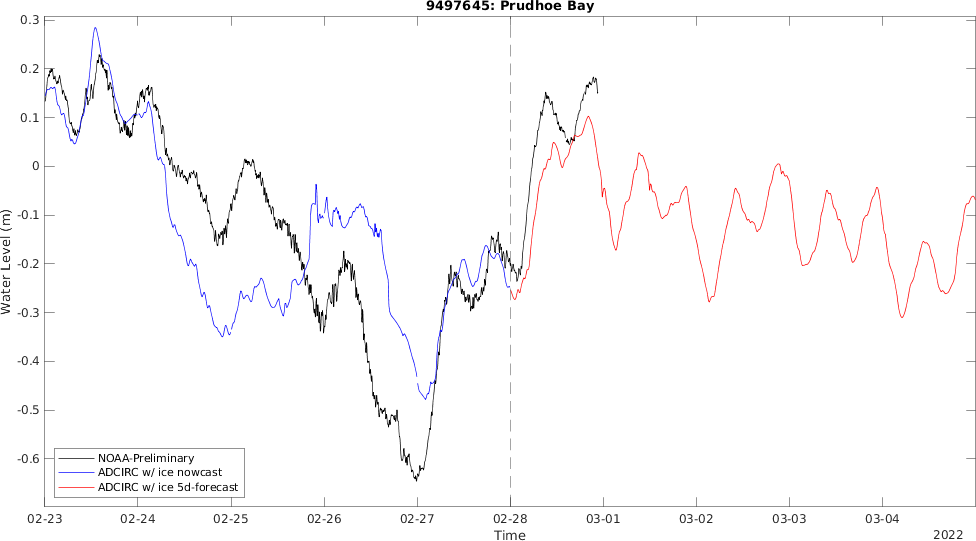 9497645: Prudhoe Bay
0.3
0.2
0.1
0
-0.1
-0.2
-0.3
-0.4
-0.5
-0.6
Water Level (m)
NOAA-Preliminary
ADCIRC w/ ice nowcast
ADCIRC w/ ice 5d-forecast
02-23 02-24 02-25 02-26 02-27 02-28 03-01 03-02 03-03 03-04
Time
2022